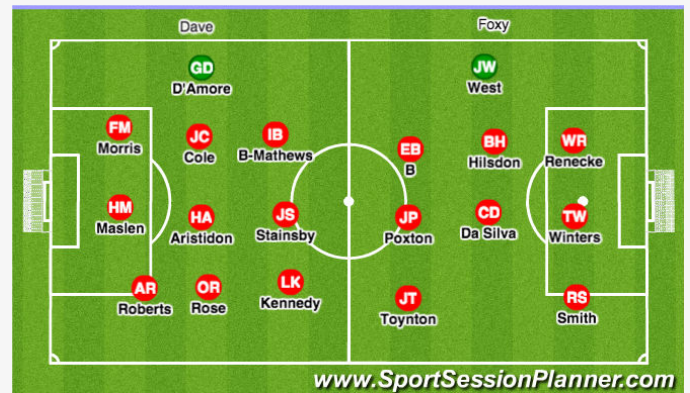 Dave
Foxy
GD
D'Amore
JW
West
FM
Morris
JC
Cole
IB
B-Mathews
EB
B
BH
Hilsdon
WR
Renecke
HM
Maslen
HA
Aristidon
JS
Stainsby
JP
Poxton
CD
Da Silva
TW
Winters
AR
Roberts
OR
Rose
LK
Kennedy
JT
Toynton
RS
Smith
www.SportSessionPlanner.com